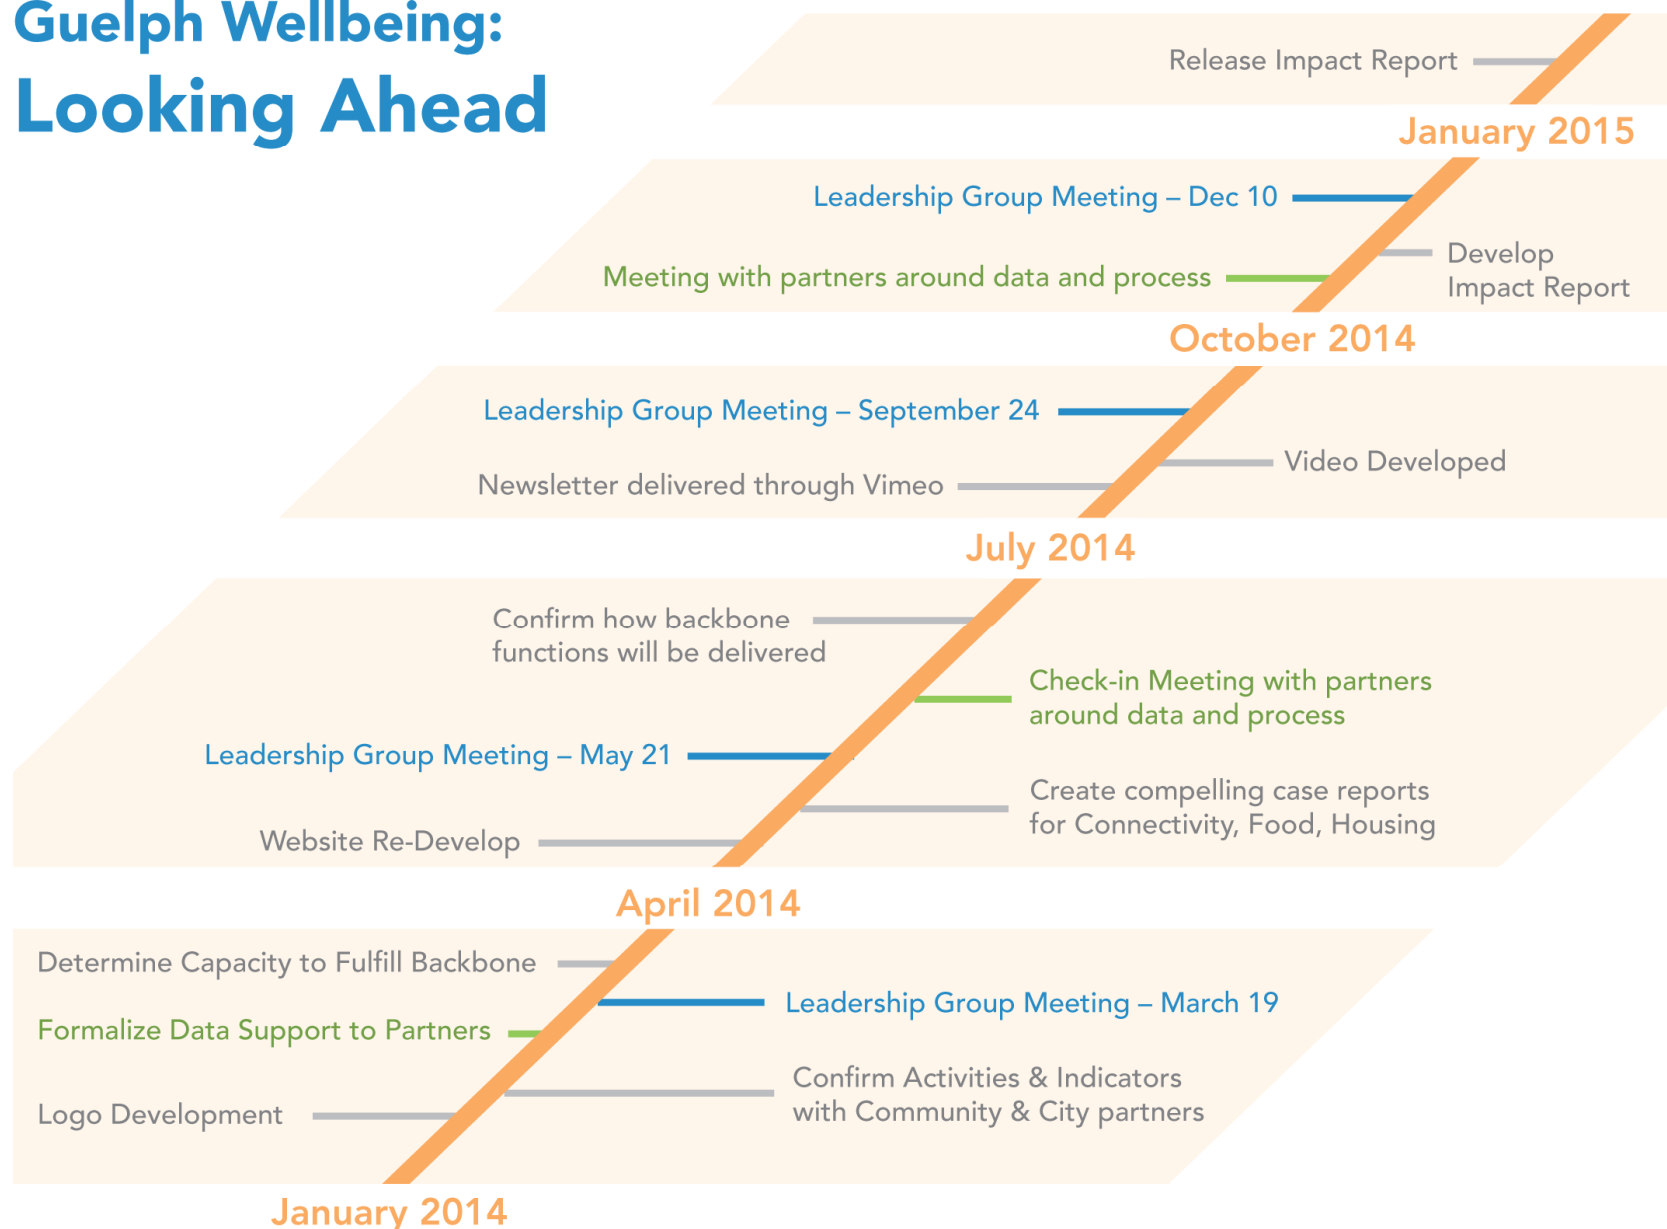 Guelph Wellbeing:
Looking Ahead
Release Impact Report
January 2015
Leadership Group Meeting – Dec 10
Develop
Impact Report
Meeting with partners around data and process
October 2014
Leadership Group Meeting – September 24
Video Developed
Newsletter delivered through Vimeo
July 2014
Confirm how backbone
functions will be delivered
Check-in Meeting with partners
around data and process
Leadership Group Meeting – May 21
Create compelling case reports
for Connectivity, Food, Housing
Website Re-Develop
April 2014
Determine Capacity to Fulfill Backbone
Leadership Group Meeting – March 19
Formalize Data Support to Partners
Confirm Activities & Indicators
with Community & City partners
Logo Development
January 2014